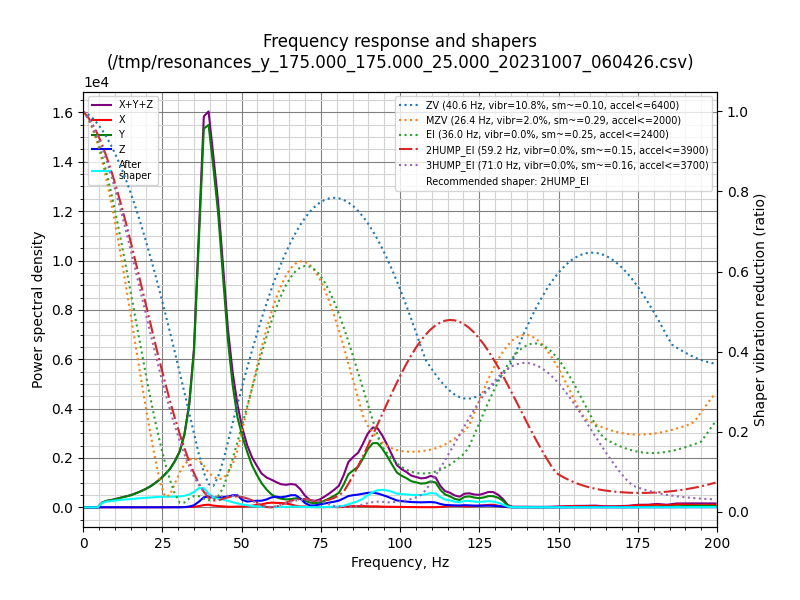 Frequency response and shapers
(/tmp/resonances_y_175.000_175.000_25.000_20231007_060426.csv)
1e4
X+Y+Z
X
Y
Z
After
shaper
ZV (40.6 Hz, vibr=10.8%, sm~=0.10, accel<=6400)
MZV (26.4 Hz, vibr=2.0%, sm~=0.29, accel<=2000)
EI (36.0 Hz, vibr=0.0%, sm~=0.25, accel<=2400)
2HUMP_EI (59.2 Hz, vibr=0.0%, sm~=0.15, accel<=3900)
3HUMP_EI (71.0 Hz, vibr=0.0%, sm~=0.16, accel<=3700)
Recommended shaper: 2HUMP_EI
Power spectral density
1.6
1.4
1.2
1.0
0.8
0.6
0.4
0.2
0.0
1.0
0.8
0.6
0.4
0.2
0.0
Shaper vibration reduction (ratio)
0 25 50 75 100 125 150 175 200
Frequency, Hz